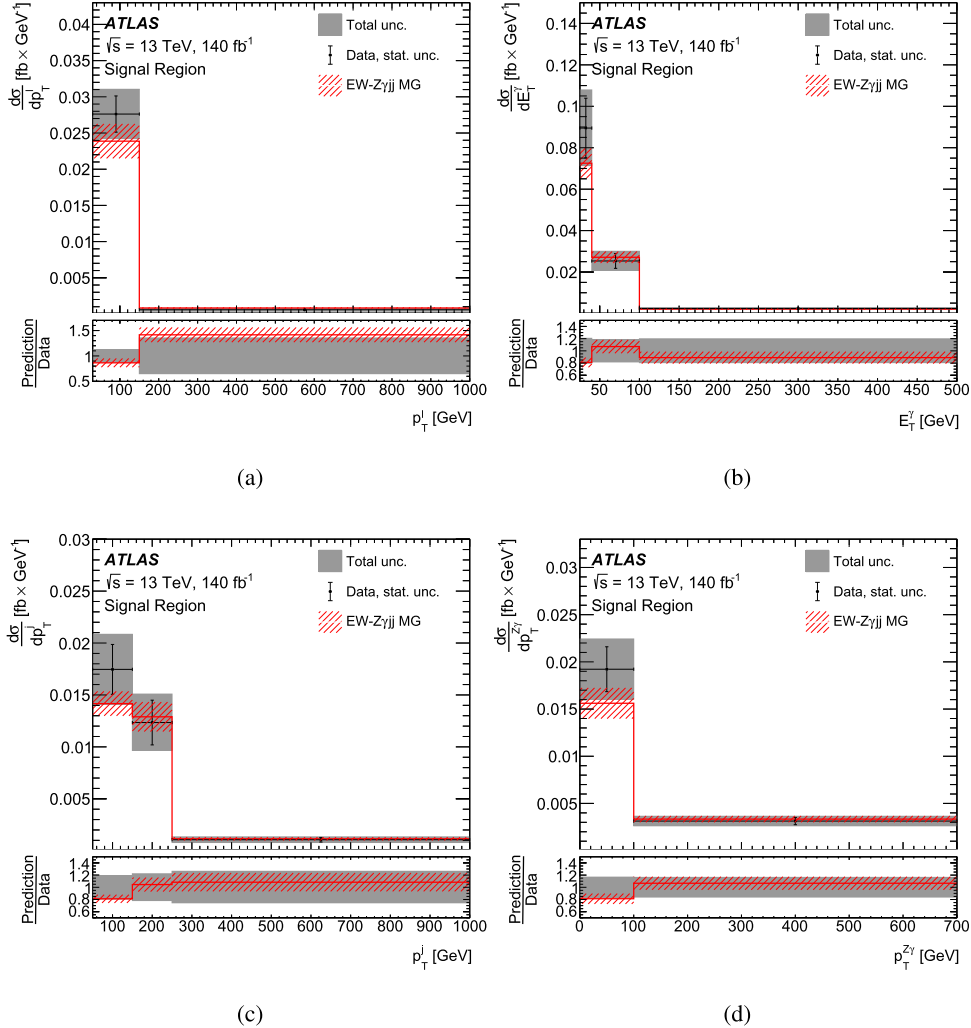 ATLAS
√s = 13 TeV, 140 fb⁻¹
Signal Region
Total unc.
Data, stat. unc.
EW-Zγjj MG
dσ/dp_T^l [fb × GeV⁻¹]
0.04
0.035
0.03
0.025
0.02
0.015
0.01
0.005
Prediction/Data
1.5
1
0.5
100 200 300 400 500 600 700 800 900 1000
p_T^l [GeV]
(a)
ATLAS
√s = 13 TeV, 140 fb⁻¹
Signal Region
Total unc.
Data, stat. unc.
EW-Zγjj MG
dσ/dE_T^γ [fb × GeV⁻¹]
0.14
0.12
0.1
0.08
0.06
0.04
0.02
Prediction/Data
1.4
1.2
1
0.8
0.6
50 100 150 200 250 300 350 400 450 500
E_T^γ [GeV]
(b)
ATLAS
√s = 13 TeV, 140 fb⁻¹
Signal Region
Total unc.
Data, stat. unc.
EW-Zγjj MG
dσ/dp_T^j [fb × GeV⁻¹]
0.03
0.025
0.02
0.015
0.01
0.005
Prediction/Data
1.4
1.2
1
0.8
0.6
100 200 300 400 500 600 700 800 900 1000
p_T^j [GeV]
(c)
ATLAS
√s = 13 TeV, 140 fb⁻¹
Signal Region
Total unc.
Data, stat. unc.
EW-Zγjj MG
dσ/dp_T^Zγ [fb × GeV⁻¹]
0.03
0.025
0.02
0.015
0.01
0.005
Prediction/Data
1.4
1.2
1
0.8
0.6
0 100 200 300 400 500 600 700
p_T^Zγ [GeV]
(d)